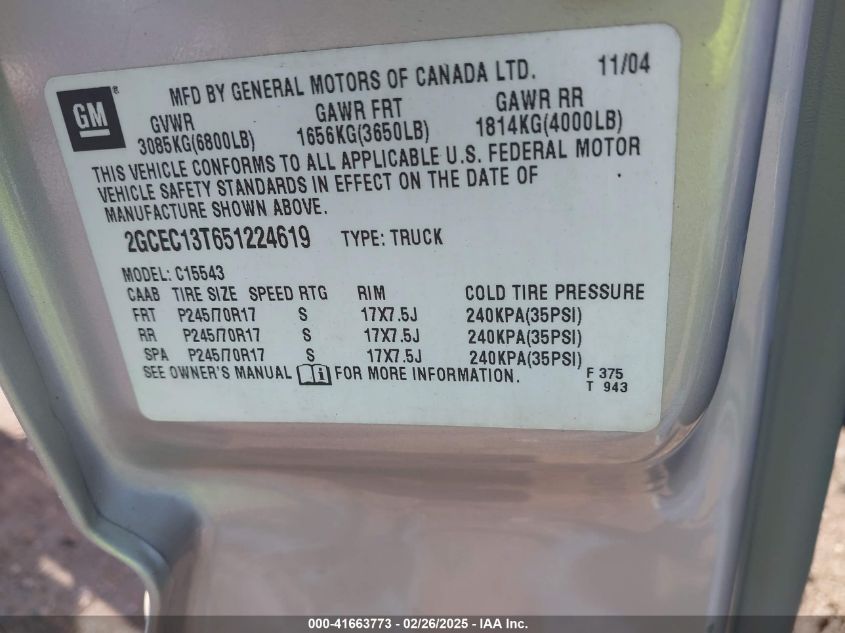 GM ®
MFD BY GENERAL MOTORS OF CANADA LTD. 11/04
GVWR GAWR FRT GAWR RR
3085KG(6800LB) 1656KG(3650LB) 1814KG(4000LB)
THIS VEHICLE CONFORMS TO ALL APPLICABLE U.S. FEDERAL MOTOR
VEHICLE SAFETY STANDARDS IN EFFECT ON THE DATE OF
MANUFACTURE SHOWN ABOVE.
2GCEC13T651224619 TYPE: TRUCK
MODEL: C15543
CAAB TIRE SIZE SPEED RTG RIM COLD TIRE PRESSURE
FRT P245/70R17 S 17X7.5J 240KPA(35PSI)
RR P245/70R17 S 17X7.5J 240KPA(35PSI)
SPA P245/70R17 S 17X7.5J 240KPA(35PSI)
SEE OWNER'S MANUAL FOR MORE INFORMATION. F 375
T 943
000-41663773 - 02/26/2025 - IAA Inc.